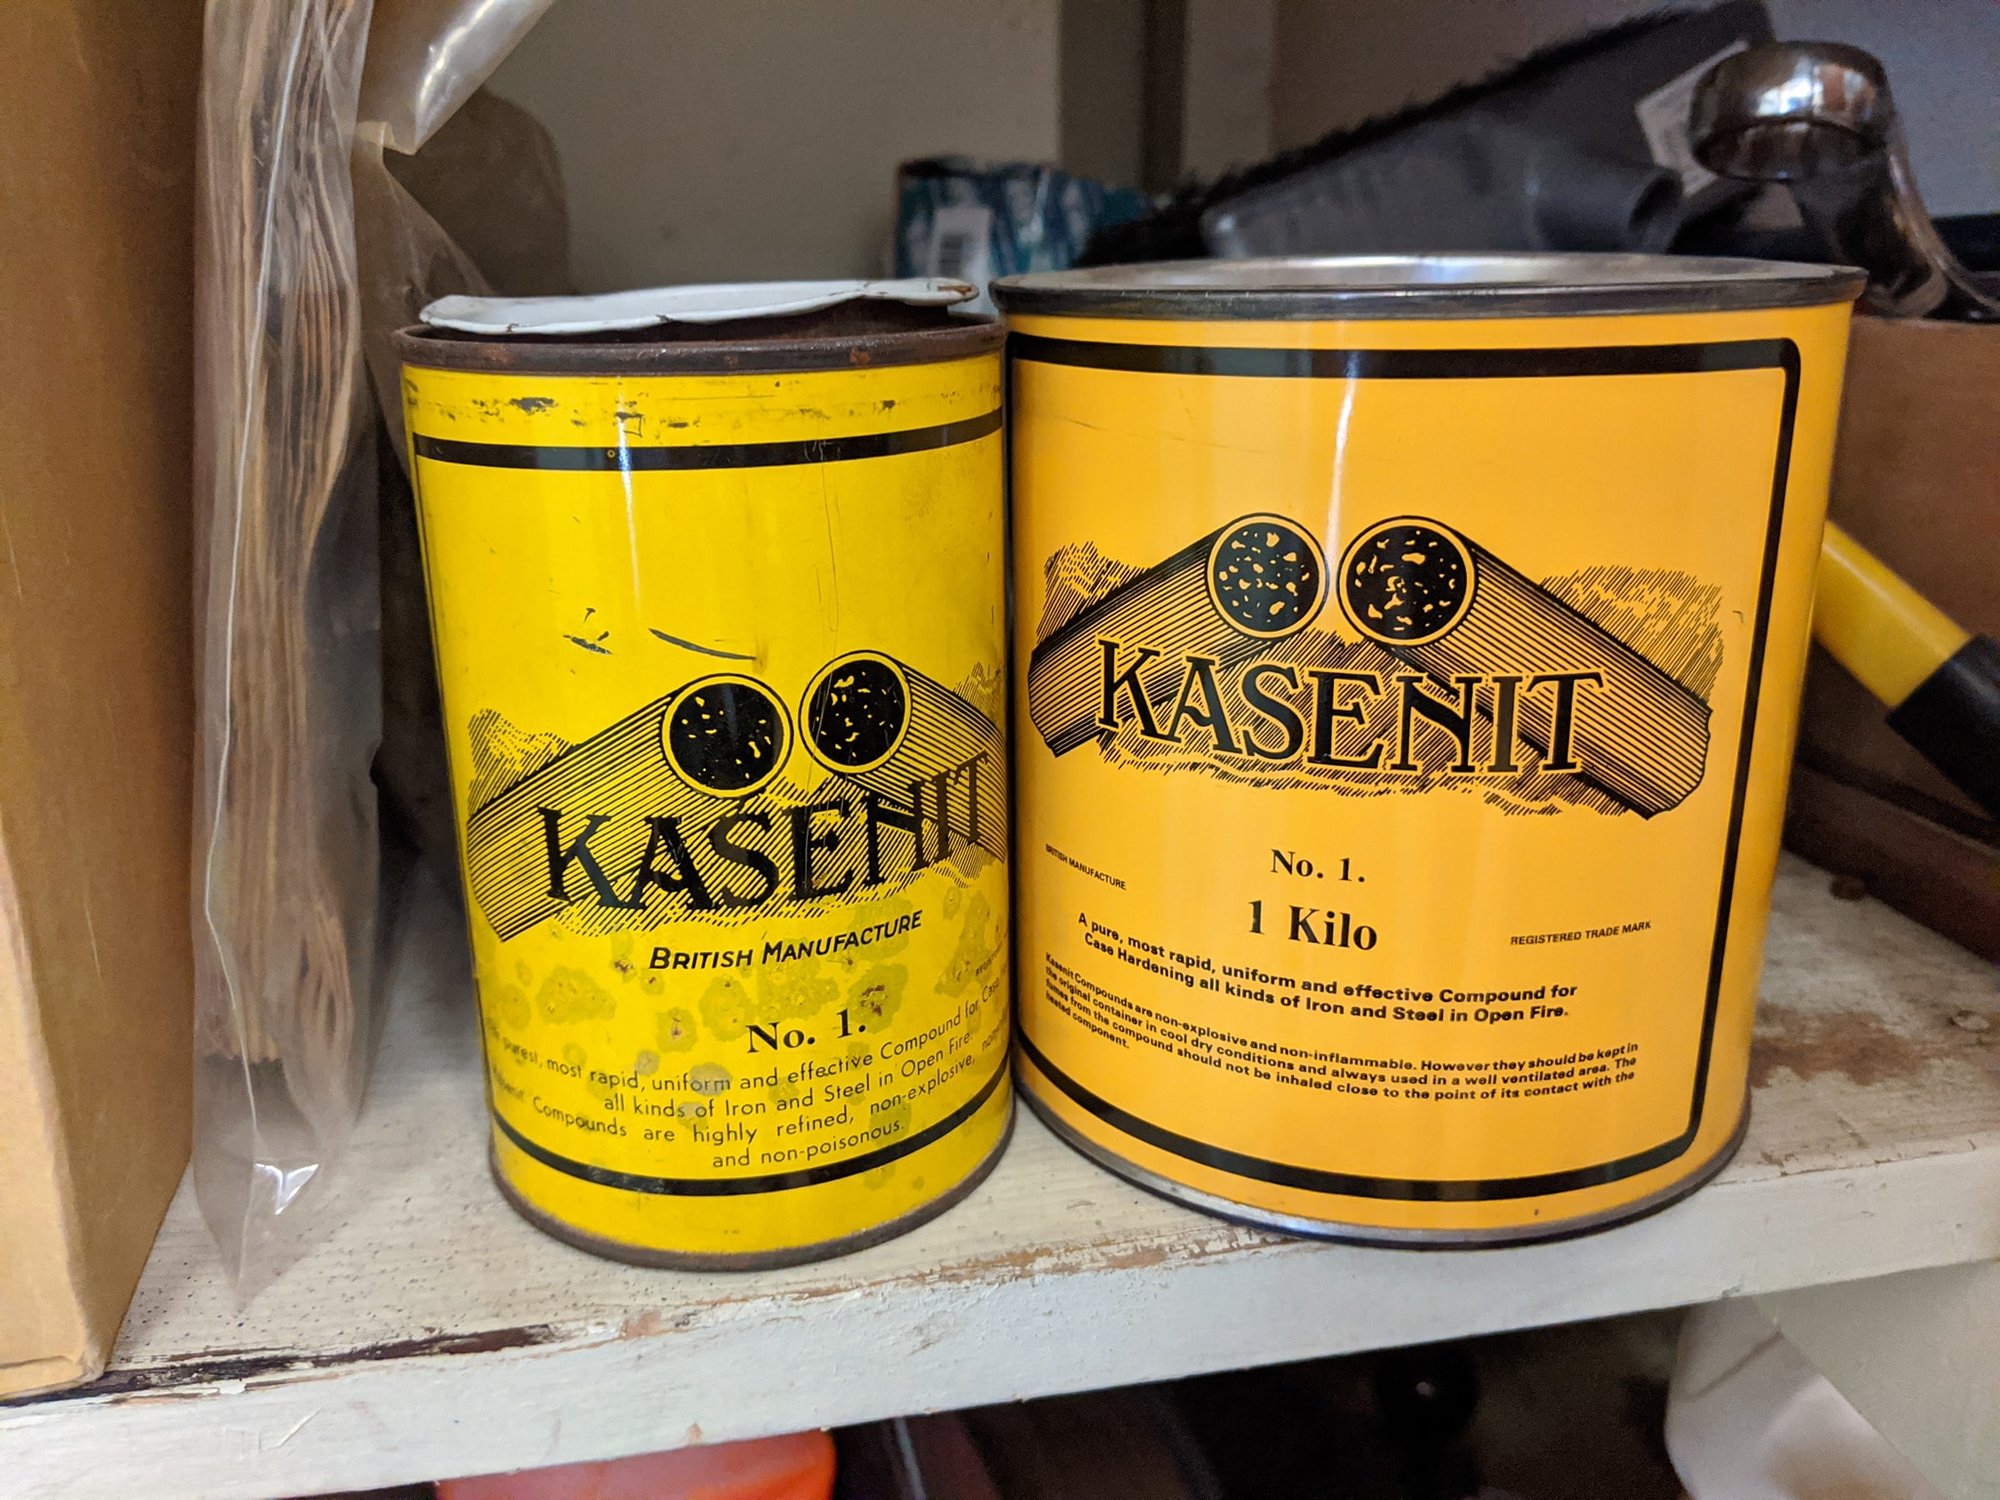 KASENIT
BRITISH MANUFACTURE
No. 1.
purest, most rapid, uniform and effective Compound for Case
all kinds of Iron and Steel in Open Fire.
Compounds are highly refined, non-explosive,
and non-poisonous.
KASENIT
No. 1.
1 Kilo
BRITISH MANUFACTURE
REGISTERED TRADE MARK
A pure, most rapid, uniform and effective Compound for
Case Hardening all kinds of Iron and Steel in Open Fire.
Kasenit Compounds are non-explosive and non-inflammable. However they should be kept in
the original container in cool dry conditions and always used in a well ventilated area. The
fumes from the compound should not be inhaled close to the point of its contact with the
heated component.